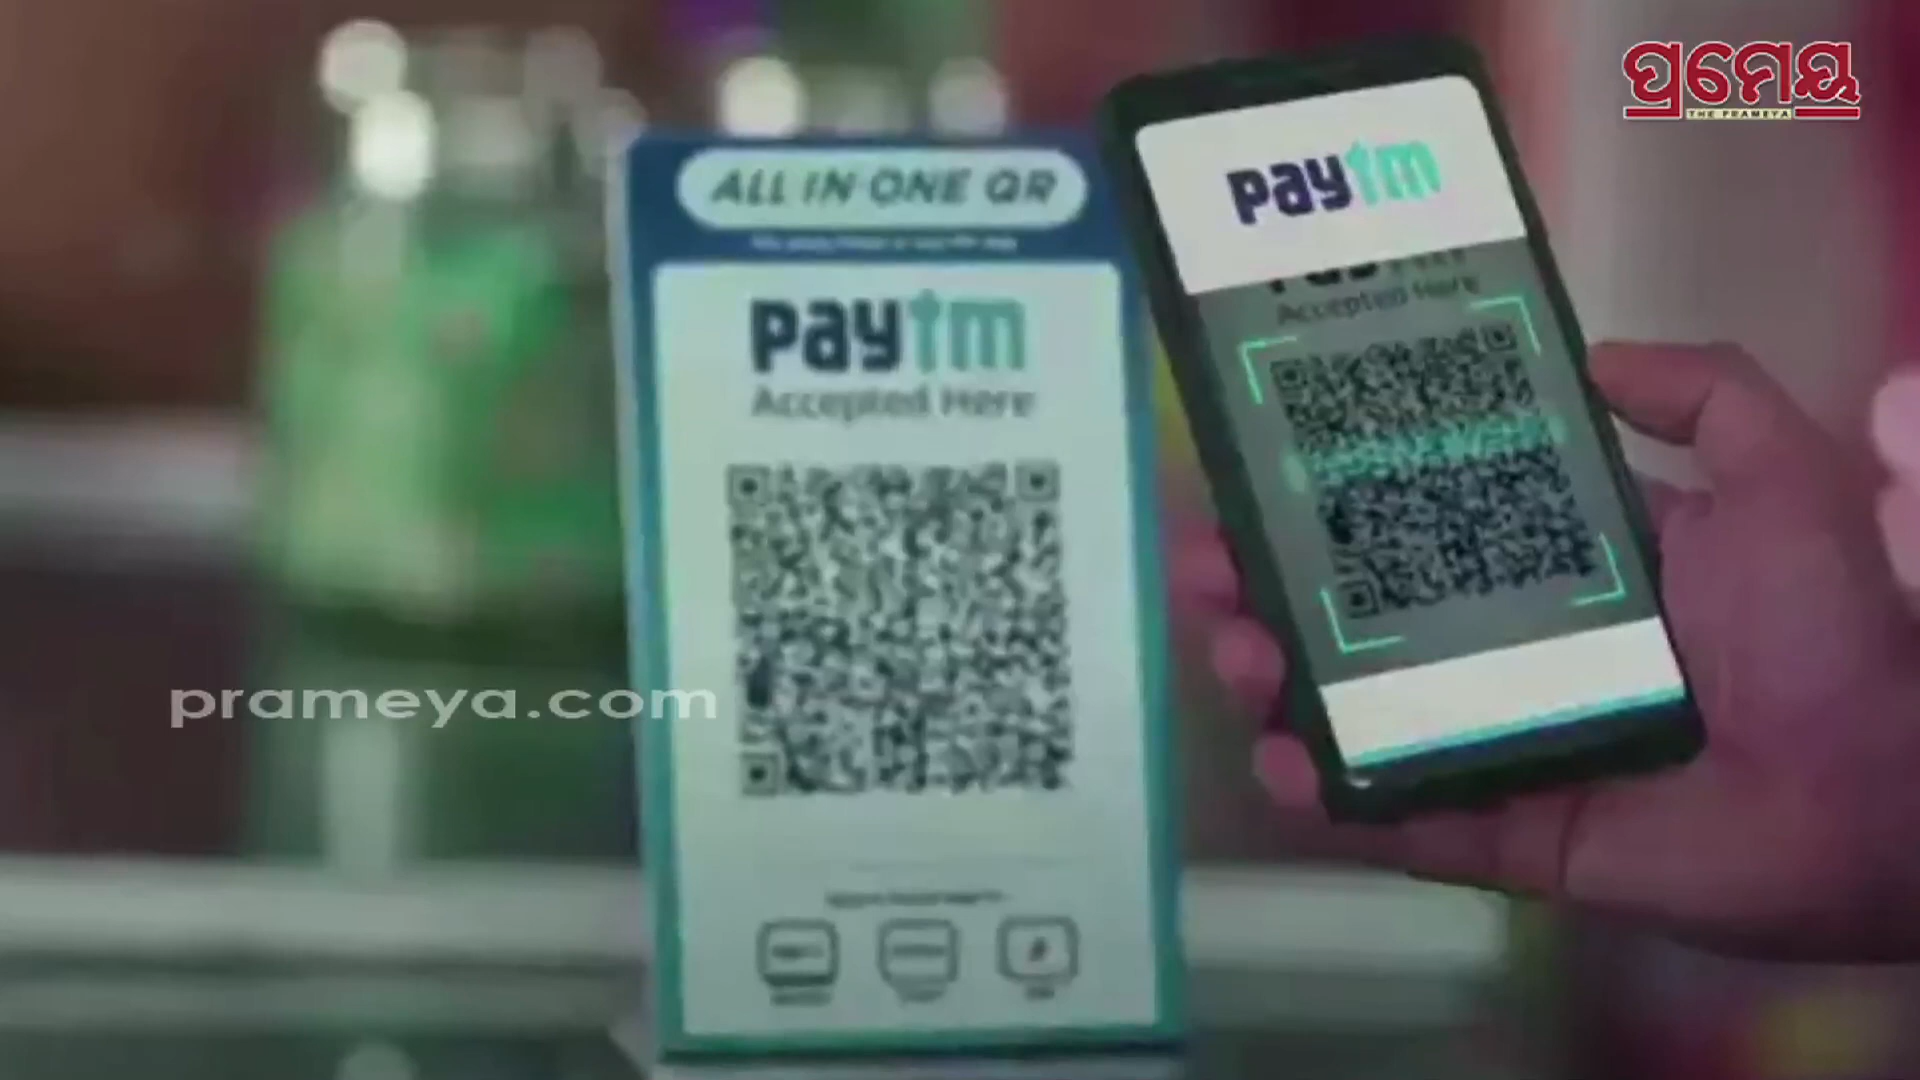 ପ୍ରମେୟ
THE PRAMEYA
ALL IN ONE QR
paytm
Accepted Here
paytm
Accepted Here
prameya.com